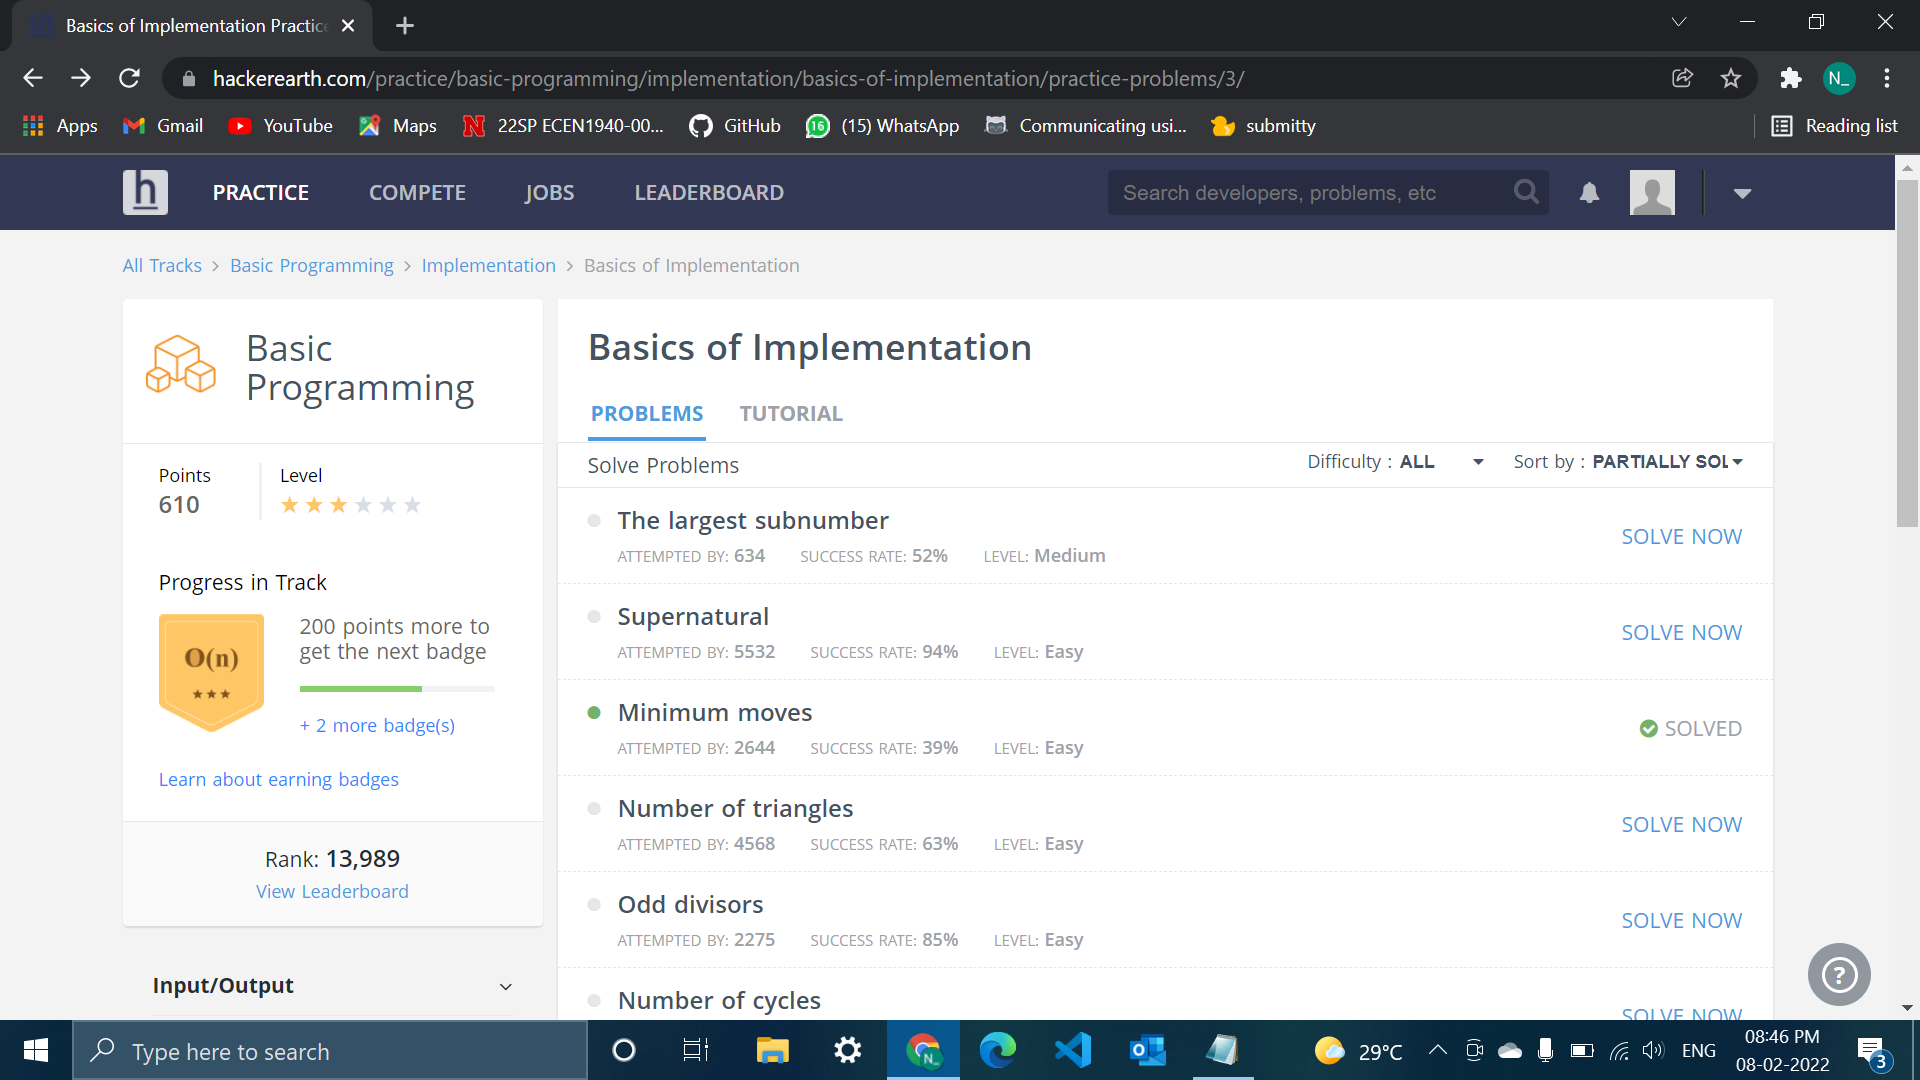 Basics of Implementation Practic
hackerearth.com/practice/basic-programming/implementation/basics-of-implementation/practice-problems/3/
N_
Apps
Gmail
YouTube
Maps
22SP ECEN1940-00...
GitHub
16
(15) WhatsApp
Communicating usi...
submitty
Reading list
h
PRACTICE
COMPETE
JOBS
LEADERBOARD
Search developers, problems, etc
All Tracks > Basic Programming > Implementation > Basics of Implementation
Basic
Programming
Points
610
Level
Progress in Track
O(n)
200 points more to
get the next badge
+ 2 more badge(s)
Learn about earning badges
Rank: 13,989
View Leaderboard
Input/Output
Basics of Implementation
PROBLEMS
TUTORIAL
Solve Problems
Difficulty : ALL
Sort by : PARTIALLY SOL
The largest subnumber
ATTEMPTED BY: 634 SUCCESS RATE: 52% LEVEL: Medium
SOLVE NOW
Supernatural
ATTEMPTED BY: 5532 SUCCESS RATE: 94% LEVEL: Easy
SOLVE NOW
Minimum moves
ATTEMPTED BY: 2644 SUCCESS RATE: 39% LEVEL: Easy
SOLVED
Number of triangles
ATTEMPTED BY: 4568 SUCCESS RATE: 63% LEVEL: Easy
SOLVE NOW
Odd divisors
ATTEMPTED BY: 2275 SUCCESS RATE: 85% LEVEL: Easy
SOLVE NOW
Number of cycles
SOLVE NOW
?
Type here to search
N_
29°C
ENG
08:46 PM
08-02-2022
3